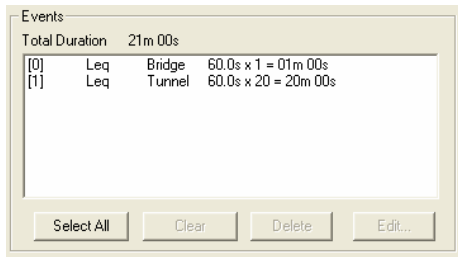 Events
Total Duration 21m 00s
[0] Leq Bridge 60.0s x 1 = 01m 00s
[1] Leq Tunnel 60.0s x 20 = 20m 00s
Select All Clear Delete Edit...